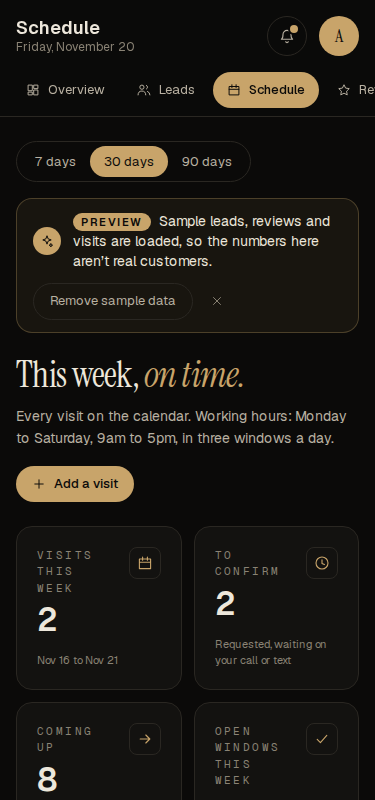 Schedule
Friday, November 20
A
Overview
Leads
Schedule
7 days
30 days
90 days
PREVIEW Sample leads, reviews and
visits are loaded, so the numbers here
aren't real customers.
Remove sample data
This week, on time.
Every visit on the calendar. Working hours: Monday
to Saturday, 9am to 5pm, in three windows a day.
Add a visit
VISITS
THIS
WEEK
2
Nov 16 to Nov 21
TO
CONFIRM
2
Requested, waiting on
your call or text
COMING
UP
8
OPEN
WINDOWS
THIS
WEEK